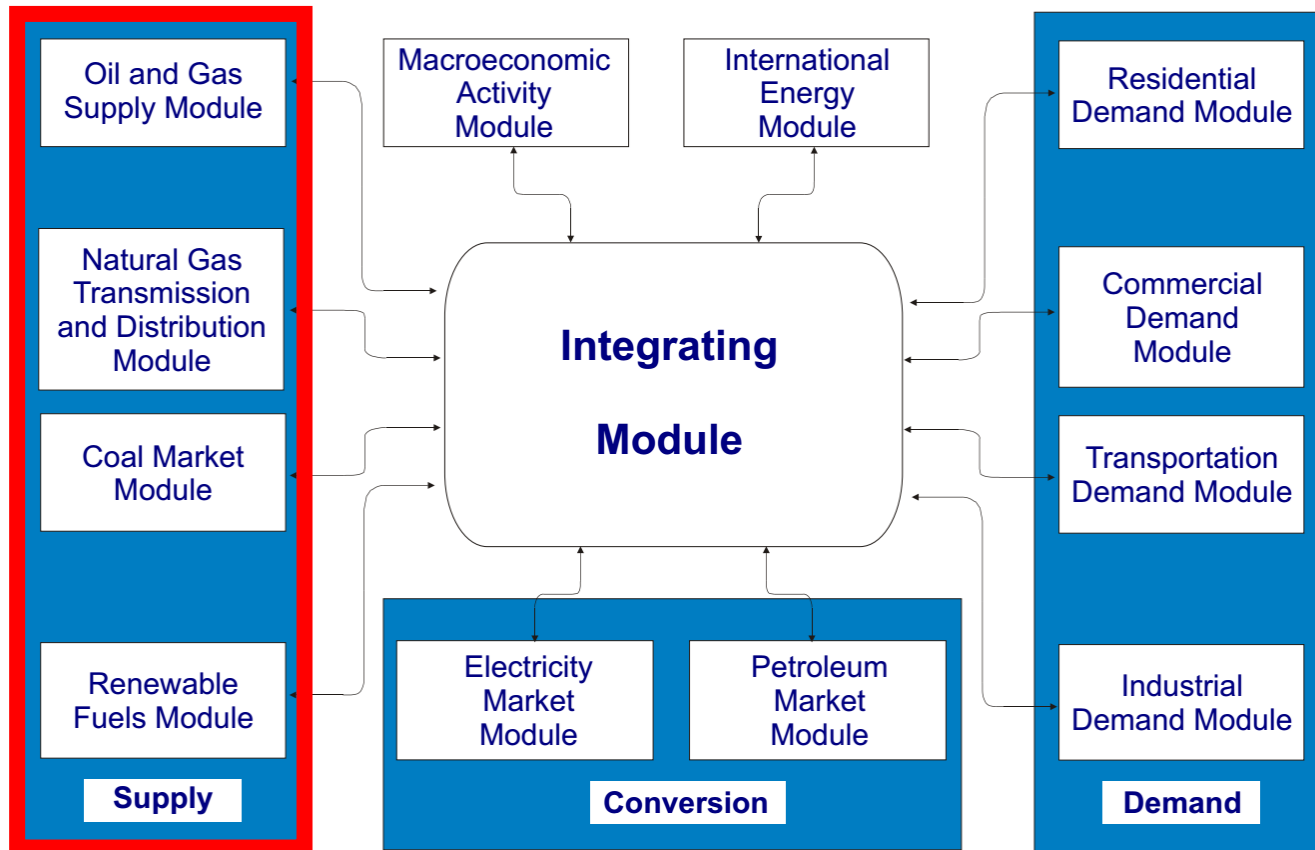 Oil and Gas
Supply Module
Natural Gas
Transmission
and Distribution
Module
Coal Market
Module
Renewable
Fuels Module
Supply
Macroeconomic
Activity
Module
International
Energy
Module
Integrating
Module
Electricity
Market
Module
Petroleum
Market
Module
Conversion
Residential
Demand Module
Commercial
Demand
Module
Transportation
Demand Module
Industrial
Demand Module
Demand